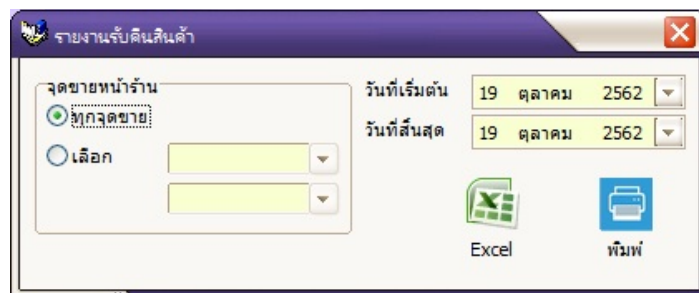 รายงานรับคืนสินค้า
จุดขายหน้าร้าน
ทุกจุดขาย
เลือก
วันที่เริ่มต้น 19 ตุลาคม 2562
วันที่สิ้นสุด 19 ตุลาคม 2562
Excel
พิมพ์